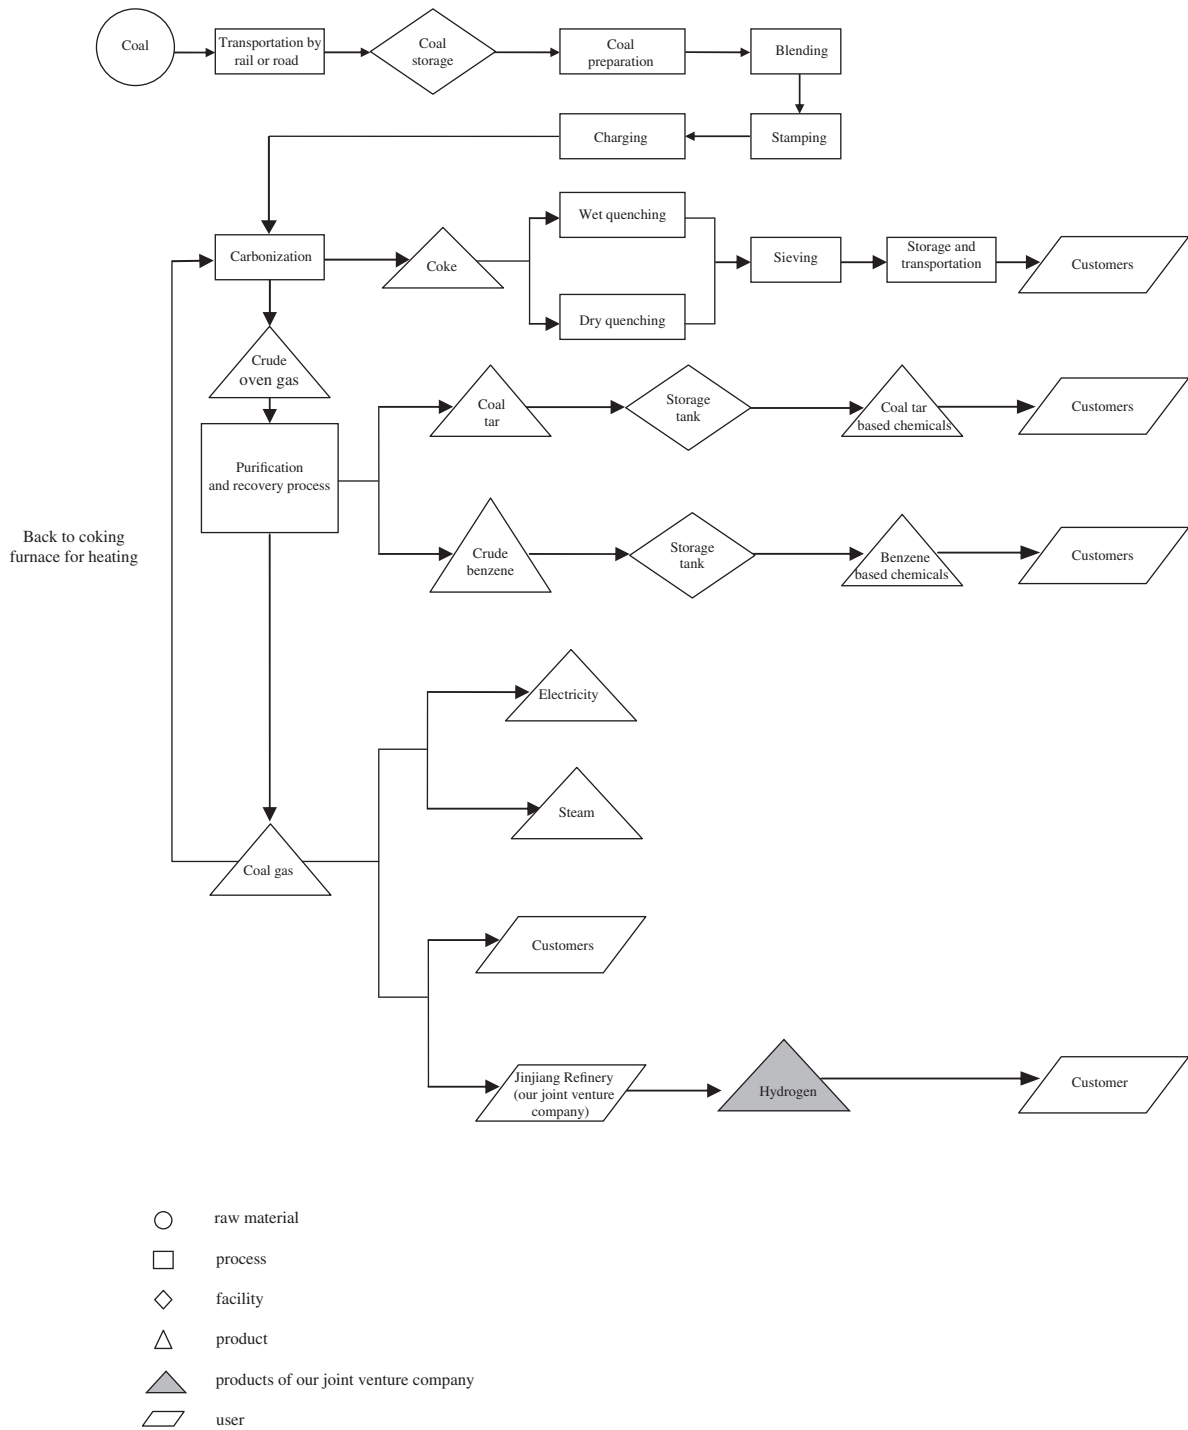 Coal
Transportation by
rail or road
Coal
storage
Coal
preparation
Blending
Charging
Stamping
Carbonization
Coke
Wet quenching
Dry quenching
Sieving
Storage and
transportation
Customers
Crude
oven gas
Purification
and recovery process
Coal
tar
Storage
tank
Coal tar
based chemicals
Customers
Back to coking
furnace for heating
Crude
benzene
Storage
tank
Benzene
based chemicals
Customers
Electricity
Steam
Coal gas
Customers
Jinjiang Refinery
(our joint venture
company)
Hydrogen
Customer
raw material
process
facility
product
products of our joint venture company
user